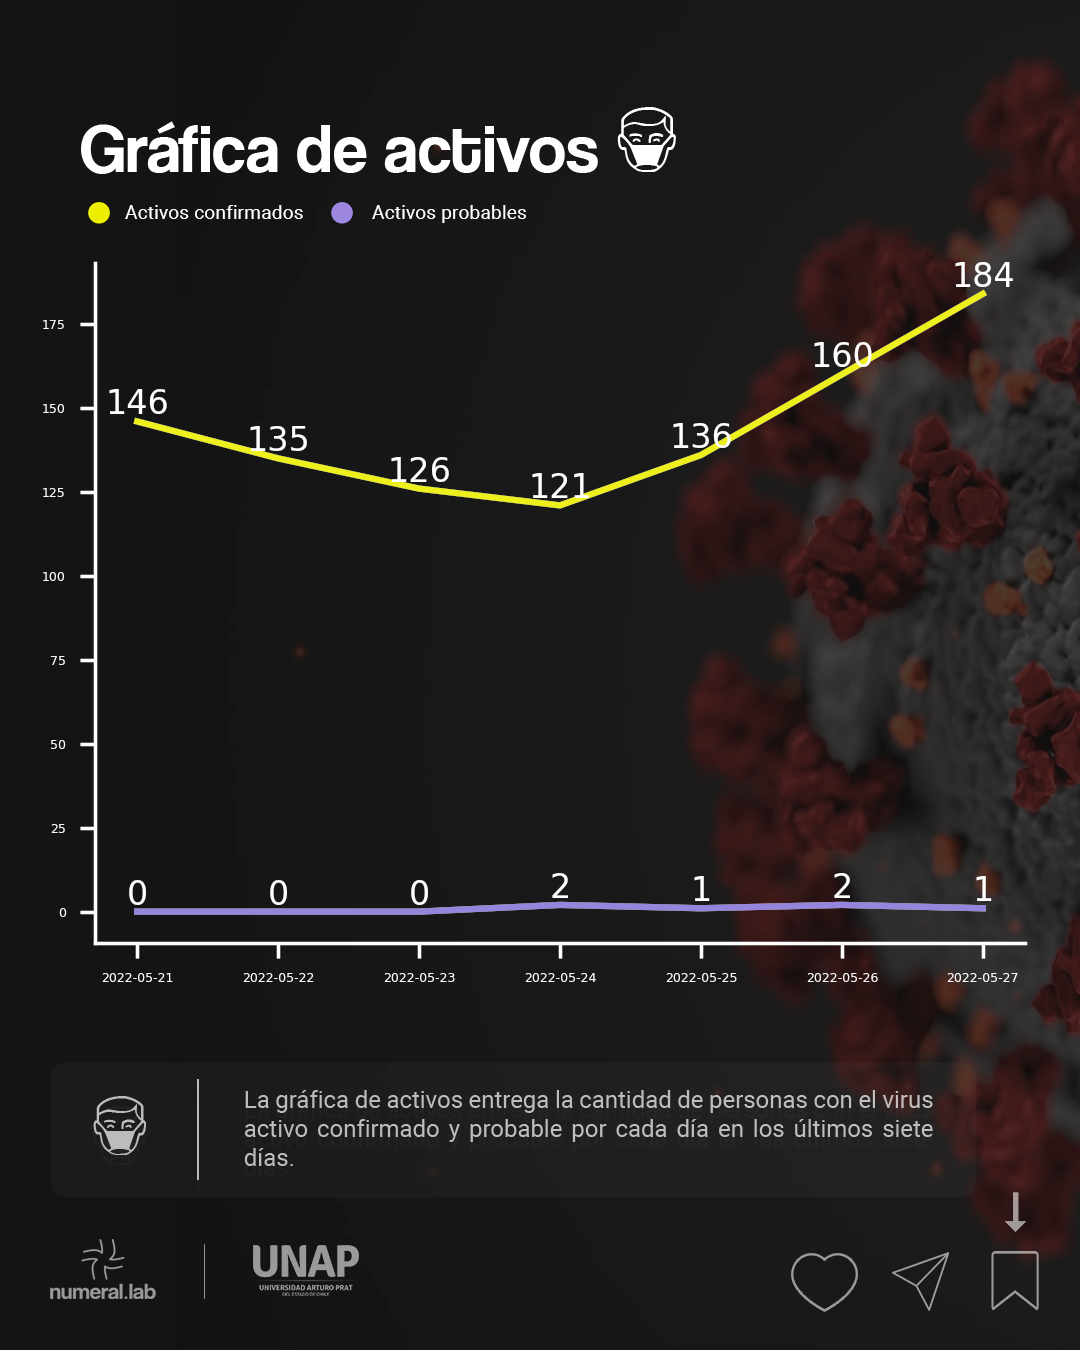 Gráfica de activos
Activos confirmados Activos probables
184
175
160
150
146
136
135
126
125
121
100
75
50
25
0 0 0 2 1 2 1
0
2022-05-21 2022-05-22 2022-05-23 2022-05-24 2022-05-25 2022-05-26 2022-05-27
La gráfica de activos entrega la cantidad de personas con el virus
activo confirmado y probable por cada día en los últimos siete
días.
numeral.lab
UNAP
UNIVERSIDAD ARTURO PRAT
DEL ESTADO DE CHILE